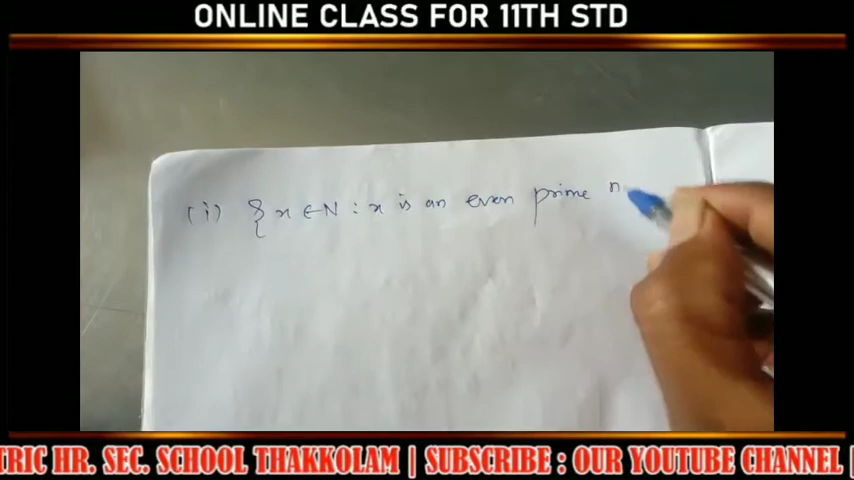 ONLINE CLASS FOR 11TH STD
(i) { x ∈ N : x is an even prime n
TRIC HR. SEC. SCHOOL THAKKOLAM | SUBSCRIBE : OUR YOUTUBE CHANNEL |